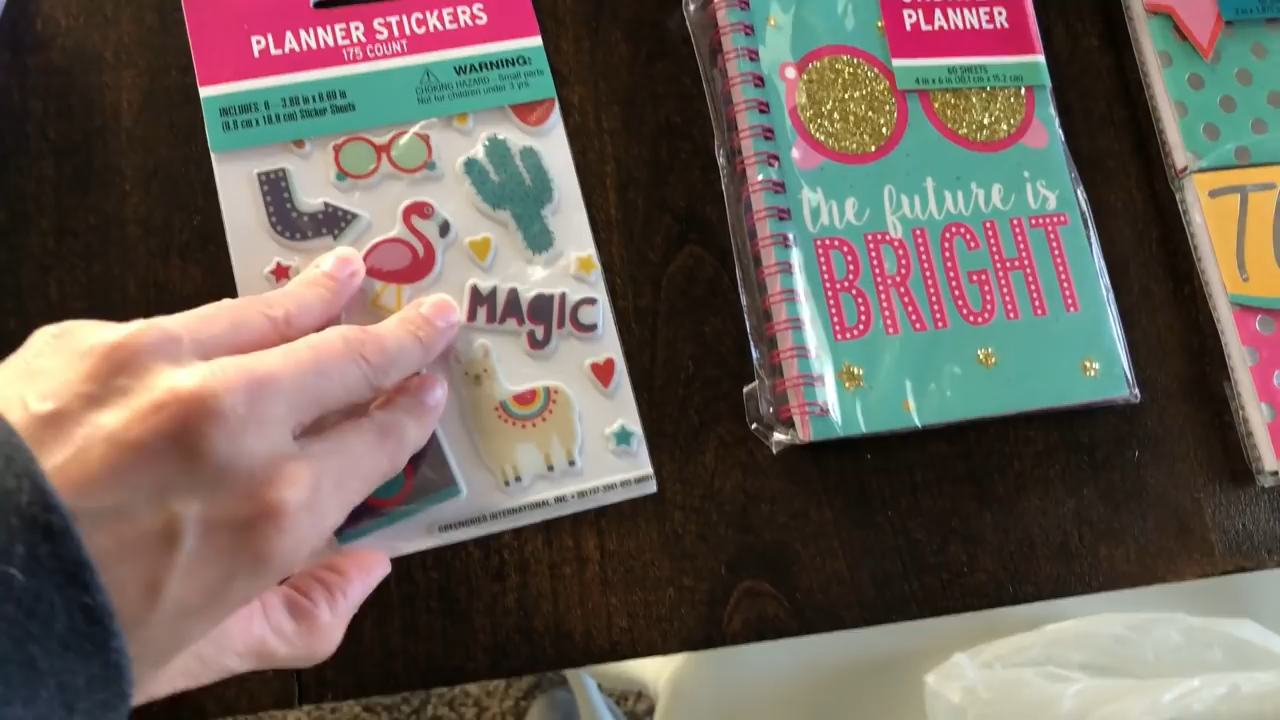 PLANNER STICKERS
175 COUNT
WARNING:
CHOKING HAZARD - Small parts
Not for children under 3 yrs.
INCLUDES: 6 - 3.88 in x 6.69 in
(9.8 cm x 16.9 cm) Sticker Sheets
MAGIC
GREENBRIER INTERNATIONAL, INC.
PLANNER
60 SHEETS
4 in x 6 in (10.1 cm x 15.2 cm)
the future is
BRIGHT